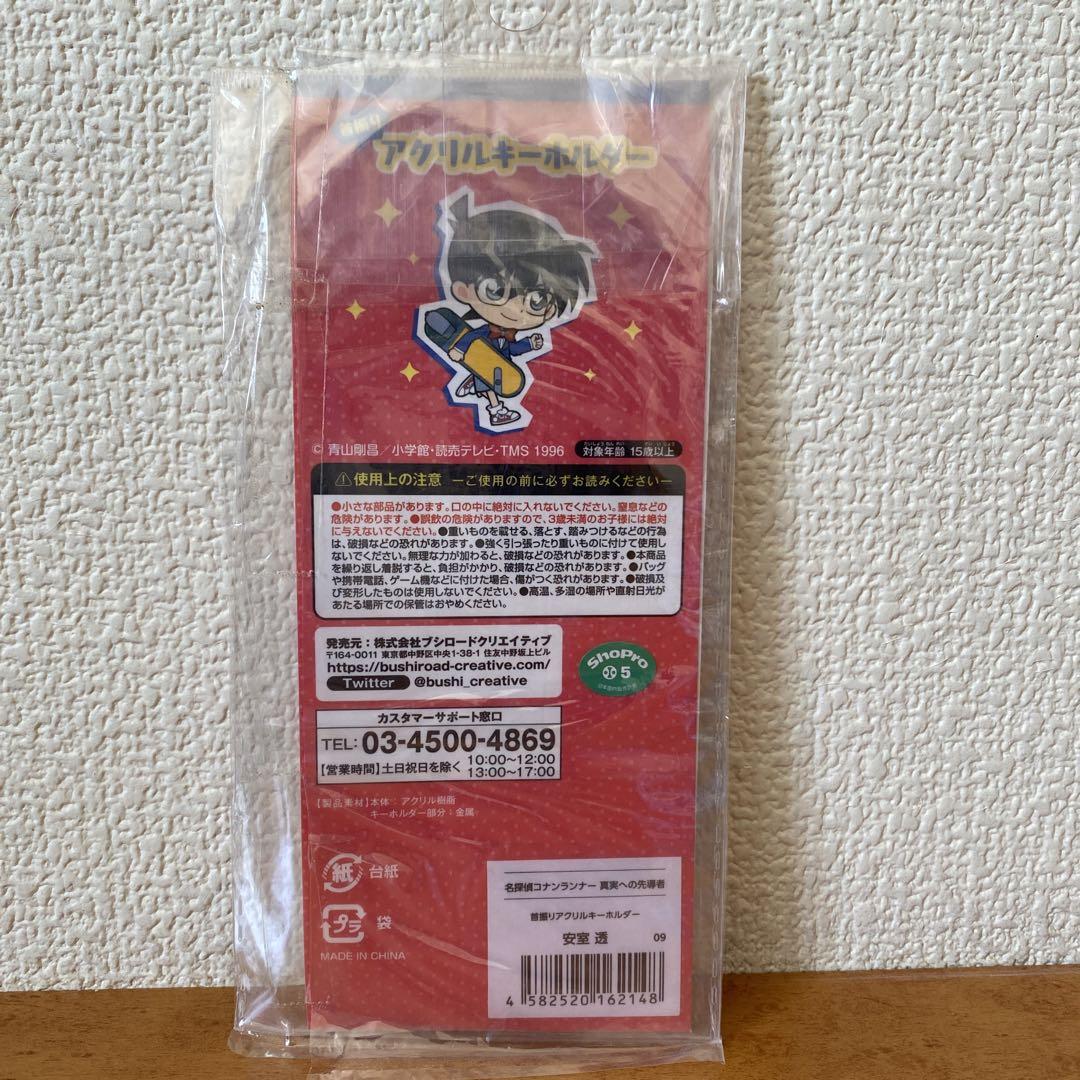 首振り
アクリルキーホルダー
© 青山剛昌／小学館・読売テレビ・TMS 1996
対象年齢 15歳以上
⚠使用上の注意 ーご使用の前に必ずお読みくださいー
●小さな部品があります。口の中に絶対に入れないでください。窒息などの
危険があります。●誤飲の危険がありますので、3歳未満のお子様には絶対
に与えないでください。●重いものを載せる、落とす、踏みつけるなどの行為
は、破損などの恐れがあります。●強く引っ張ったり重いものに付けて使用し
ないでください。無理な力が加わると、破損などの恐れがあります。●本商品
を繰り返し着脱すると、負担がかかり、破損などの恐れがあります。●バッグ
や携帯電話、ゲーム機などに付けた場合、傷がつく恐れがあります。●破損及
び変形したものは使用しないでください。●高温、多湿の場所や直射日光が
あたる場所での保管はおやめください。
発売元：株式会社ブシロードクリエイティブ
〒164-0011 東京都中野区中央1-38-1 住友中野坂上ビル
https://bushiroad-creative.com/
Twitter @bushi_creative
ShoPro
5
カスタマーサポート窓口
TEL: 03-4500-4869
【営業時間】土日祝日を除く 10:00〜12:00
13:00〜17:00
【製品素材】本体：アクリル樹脂
キーホルダー部分：金属
紙 台紙
プラ 袋
MADE IN CHINA
名探偵コナンランナー 真実への先導者
首振りアクリルキーホルダー
安室 透 09
4 582520 162148